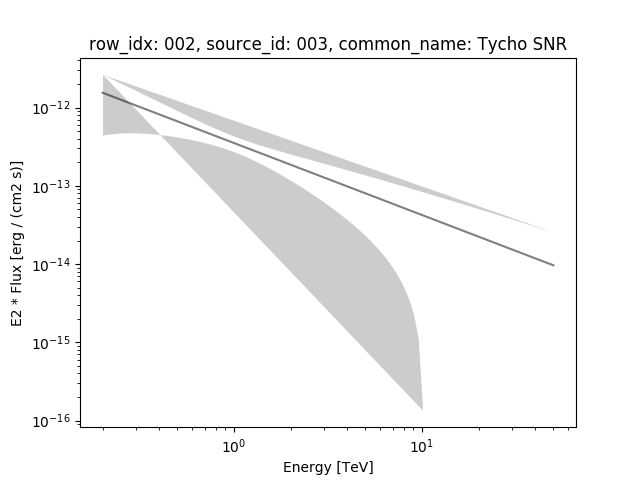 row_idx: 002, source_id: 003, common_name: Tycho SNR
E2 * Flux [erg / (cm2 s)]
10⁻¹²
10⁻¹³
10⁻¹⁴
10⁻¹⁵
10⁻¹⁶
10⁰ 10¹
Energy [TeV]